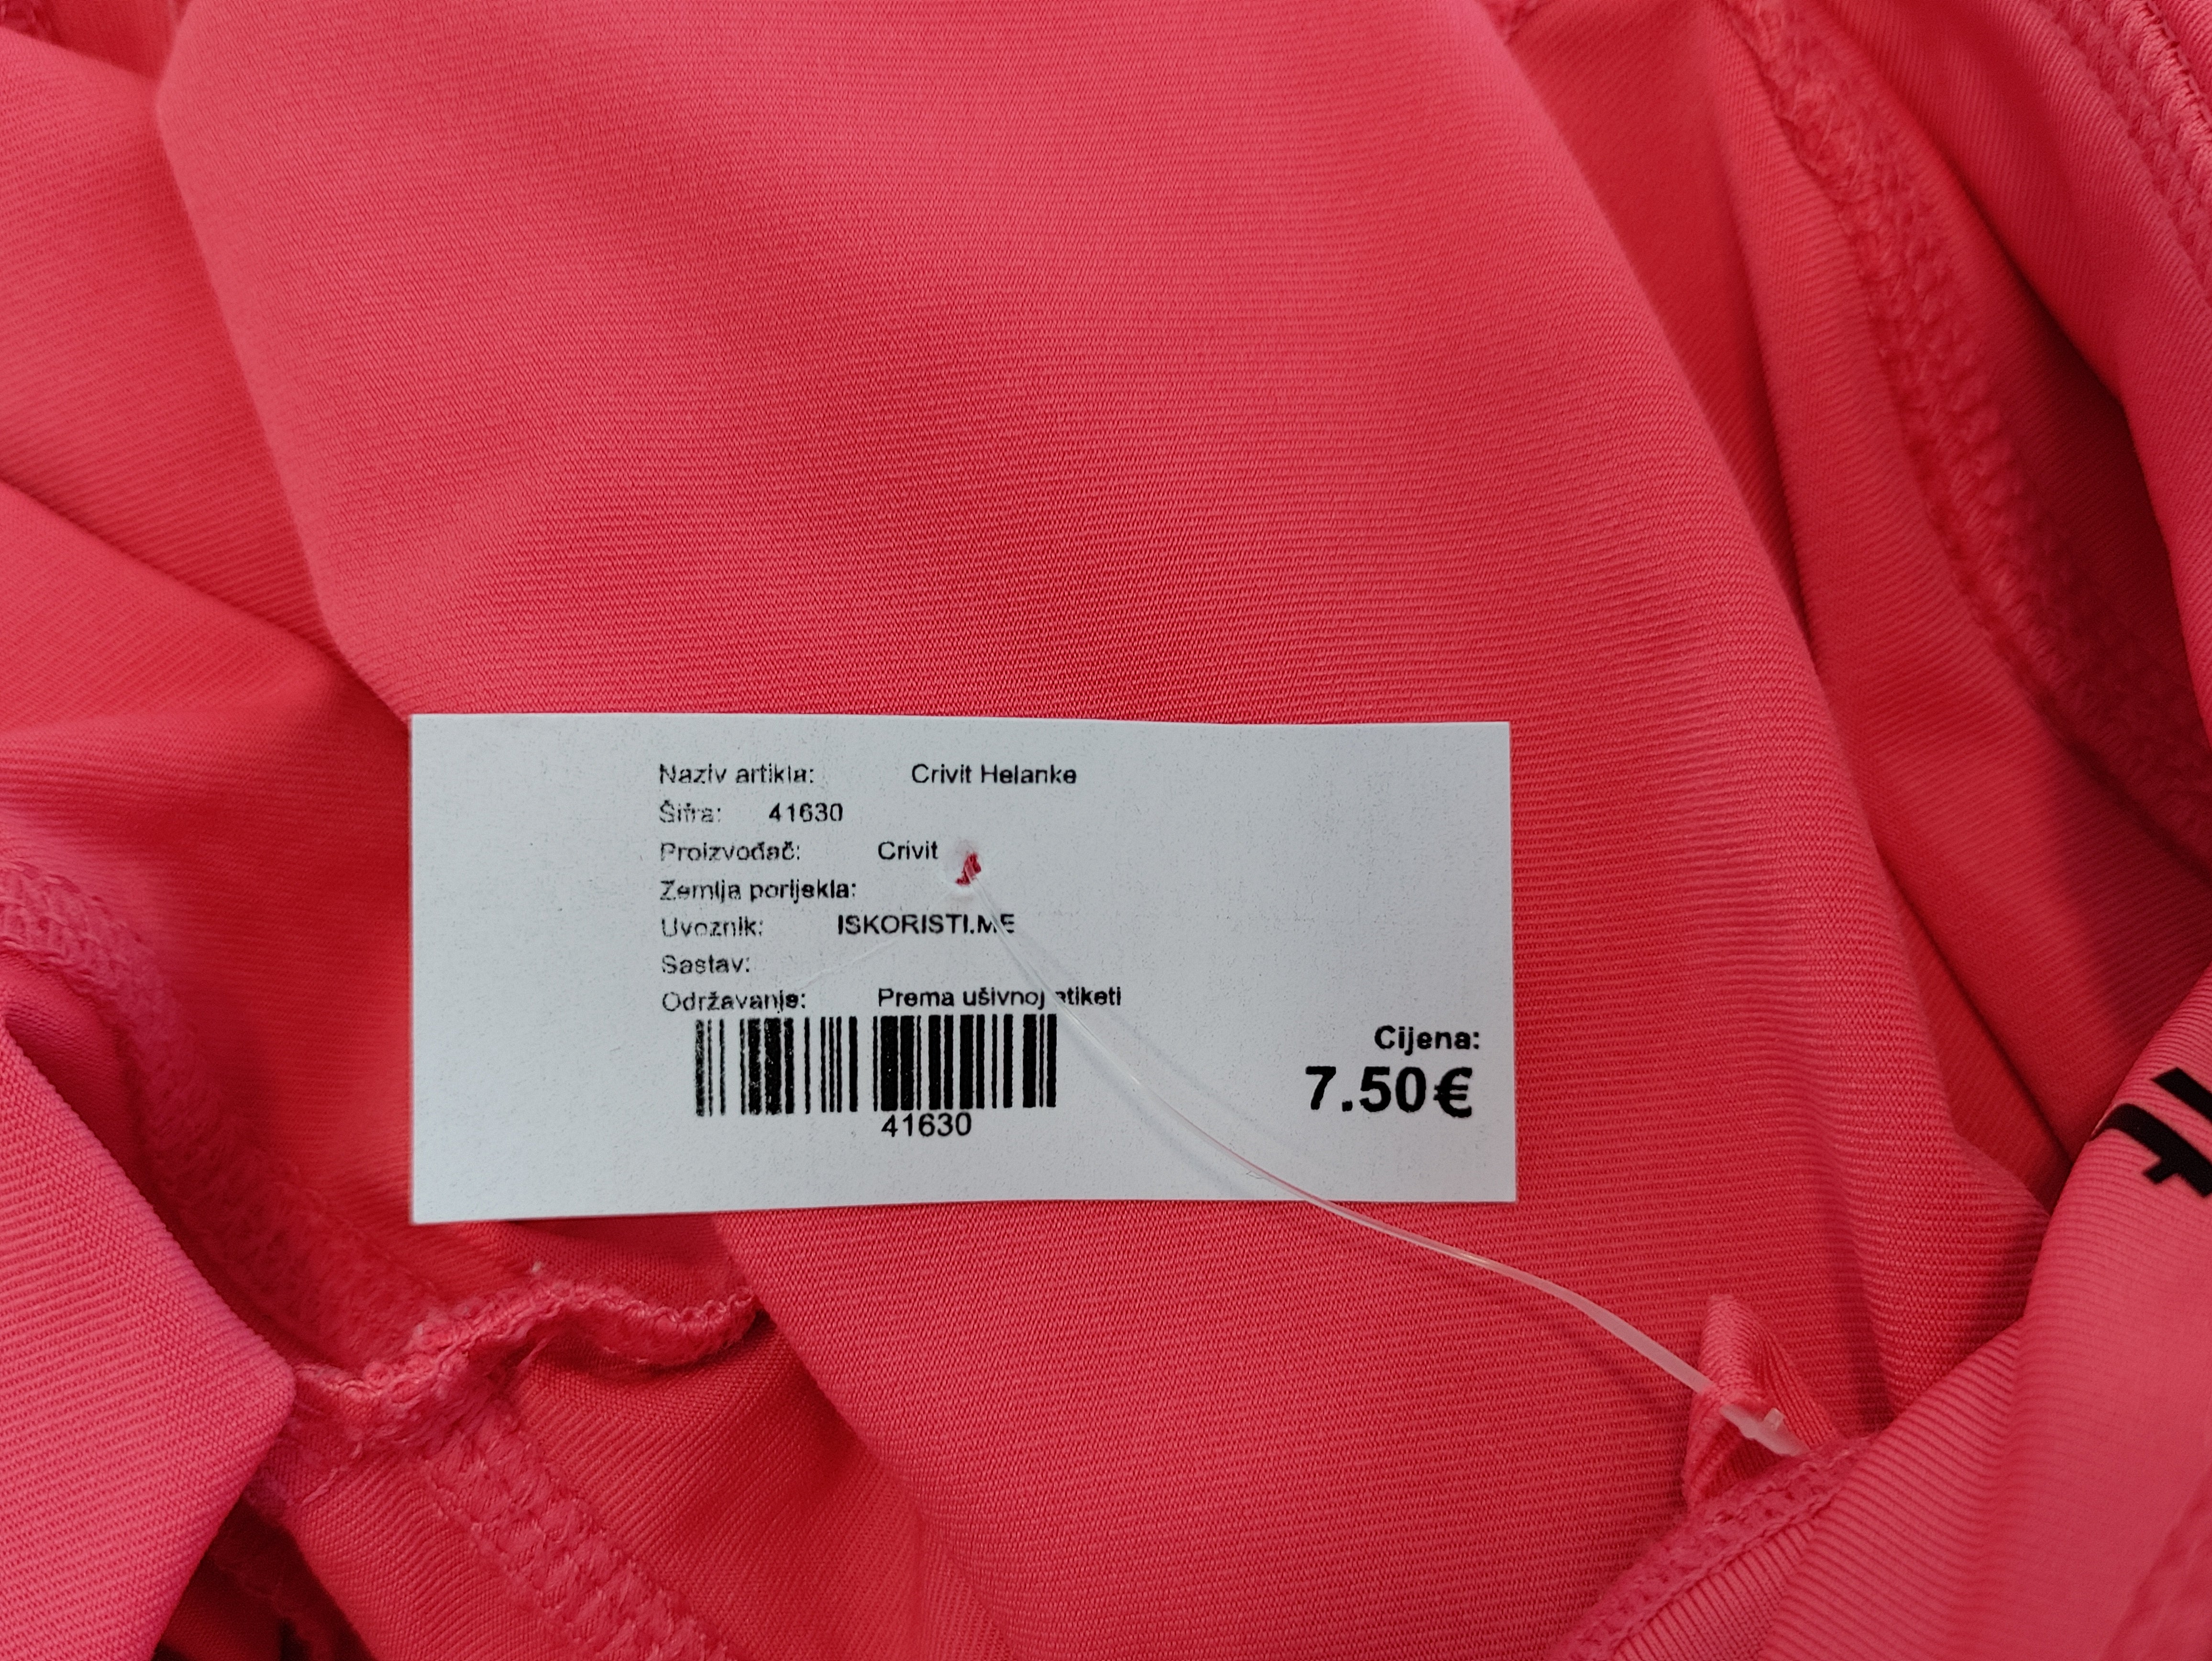 Naziv artikla: Crivit Helanke
Šifra: 41630
Proizvođač: Crivit
Zemlja porijekla:
Uvoznik: ISKORISTI.ME
Sastav:
Održavanje: Prema ušivnoj etiketi
41630
Cijena:
7.50€